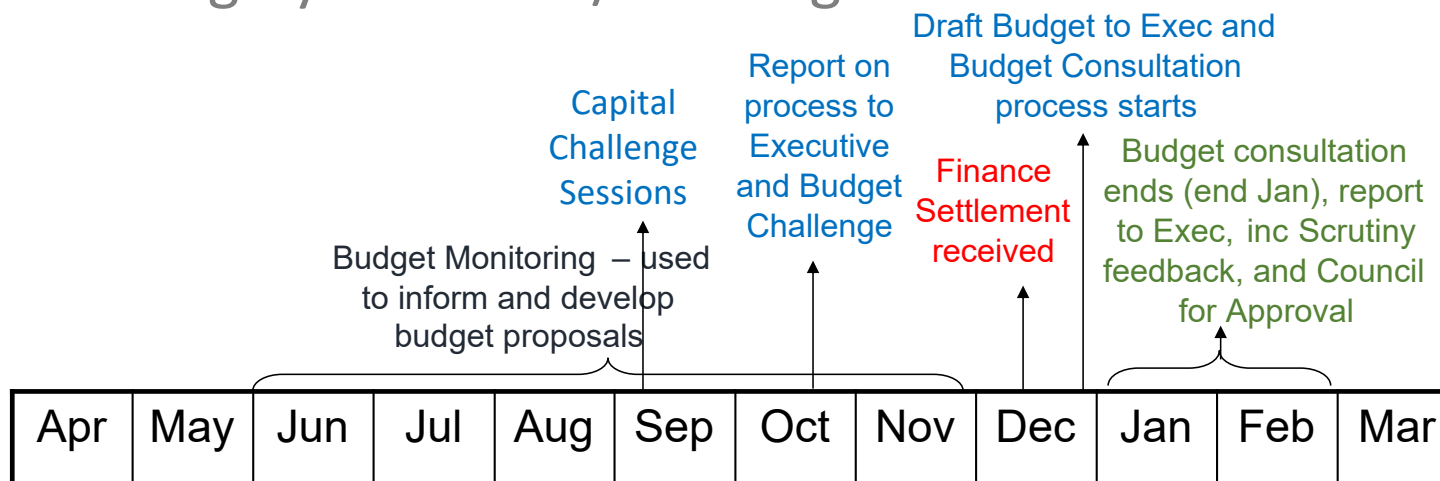 Capital
Challenge
Sessions
Report on
process to
Executive
and Budget
Challenge
Draft Budget to Exec and
Budget Consultation
process starts
Finance
Settlement
received
Budget consultation
ends (end Jan), report
to Exec, inc Scrutiny
feedback, and Council
for Approval
Budget Monitoring – used
to inform and develop
budget proposals
Apr May Jun Jul Aug Sep Oct Nov Dec Jan Feb Mar